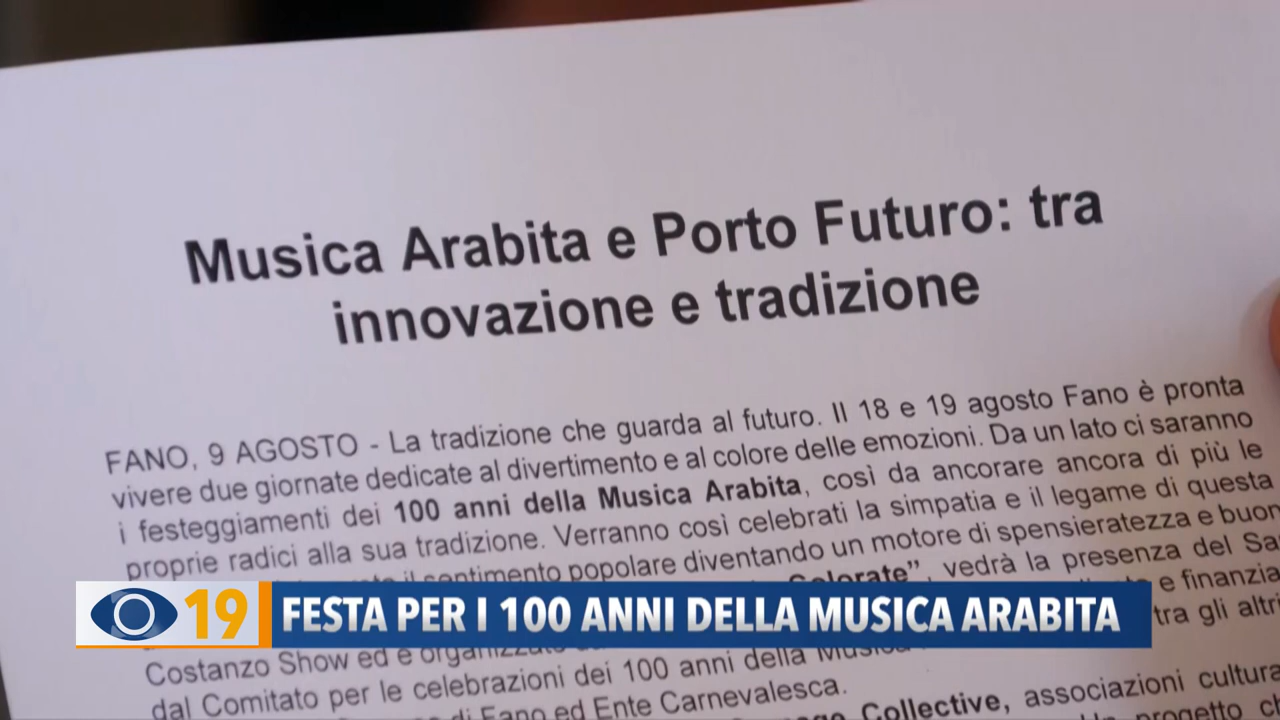 Musica Arabita e Porto Futuro: tra
innovazione e tradizione
FANO, 9 AGOSTO - La tradizione che guarda al futuro. Il 18 e 19 agosto Fano è pronta
vivere due giornate dedicate al divertimento e al colore delle emozioni. Da un lato ci saranno
i festeggiamenti dei 100 anni della Musica Arabita, così da ancorare ancora di più le
proprie radici alla sua tradizione. Verranno così celebrati la simpatia e il legame di questa
il sentimento popolare diventando un motore di spensieratezza e buon
Colorate”, vedrà la presenza del
e finanzia
tra gli altri
19 FESTA PER I 100 ANNI DELLA MUSICA ARABITA
Costanzo Show ed è
dal Comitato per le celebrazioni dei 100 anni della
di Fano ed Ente Carnevalesca.
Collective, associazioni cultura
progetto